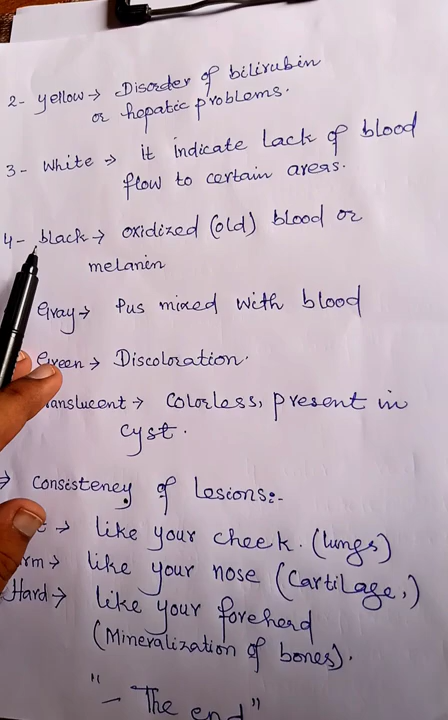 2- yellow → Disorder of bilirubin
or hepatic problems.
3- White → it indicate Lack of blood
flow to certain areas.
4- black → oxidized (old) blood or
melanin
Gray → Pus mixed with blood
Green → Discoloration.
→ Colorless, present in
cyst.
→ Consistency of Lesions:-
→ like your cheek. (lungs)
→ like your nose (Cartilage,)
Hard → like your forehead
(Mineralization of bones).
"- The end"